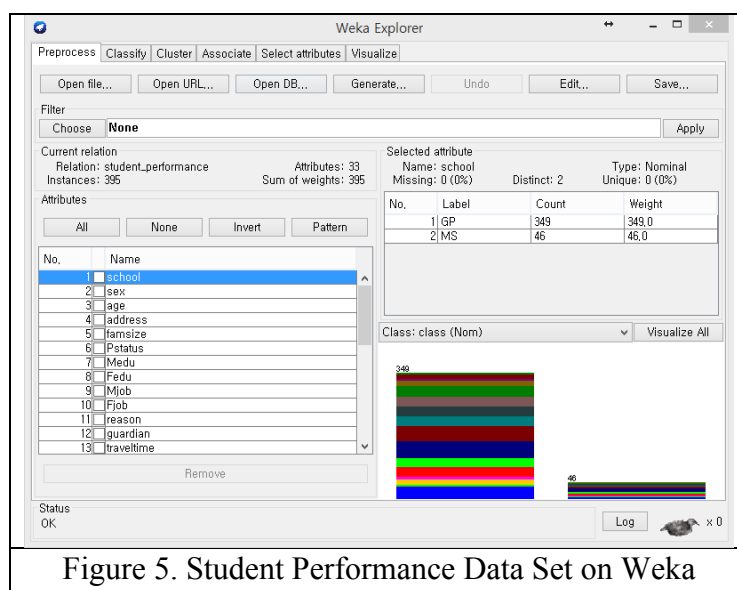 Weka Explorer
Preprocess Classify Cluster Associate Select attributes Visualize
Open file... Open URL... Open DB... Generate... Undo Edit... Save...
Filter
Choose None Apply
Current relation
Relation: student_performance Attributes: 33
Instances: 395 Sum of weights: 395
Attributes
All None Invert Pattern
No. Name
1 school
2 sex
3 age
4 address
5 famsize
6 Pstatus
7 Medu
8 Fedu
9 Mjob
10 Fjob
11 reason
12 guardian
13 traveltime
Remove
Selected attribute
Name: school Type: Nominal
Missing: 0 (0%) Distinct: 2 Unique: 0 (0%)
No. Label Count Weight
1 GP 349 349.0
2 MS 46 46.0
Class: class (Nom) Visualize All
349
46
Status
OK
Log x 0
Figure 5. Student Performance Data Set on Weka